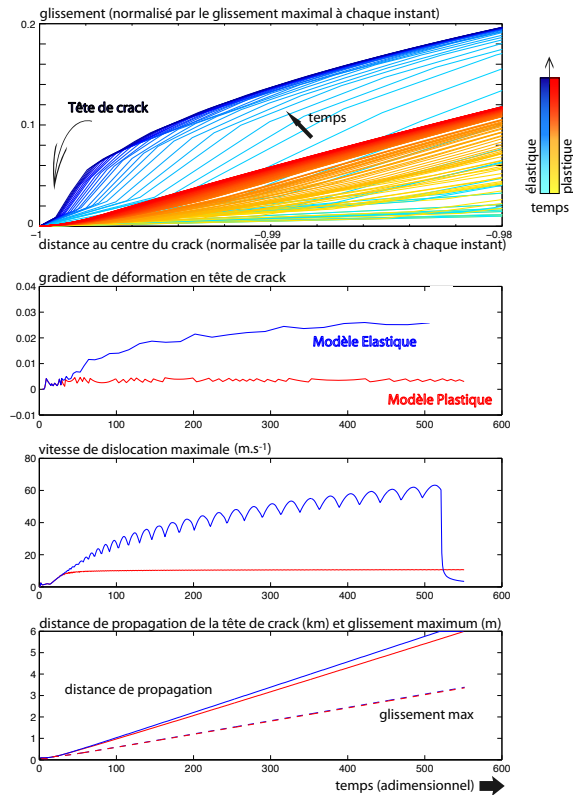 glissement (normalisé par le glissement maximal à chaque instant)
0.2
Tête de crack
temps
0.1
0
-1
-0.99
-0.98
distance au centre du crack (normalisée par la taille du crack à chaque instant)
élastique
plastique
temps
gradient de déformation en tête de crack
0.04
0.03
0.02
0.01
0
−0.01
Modèle Elastique
Modèle Plastique
0 100 200 300 400 500 600
vitesse de dislocation maximale (m.s-1)
80
60
40
20
0
0 100 200 300 400 500 600
distance de propagation de la tête de crack (km) et glissement maximum (m)
6
5
4
3
2
1
0
distance de propagation
glissement max
0 100 200 300 400 500 600
temps (adimensionnel)